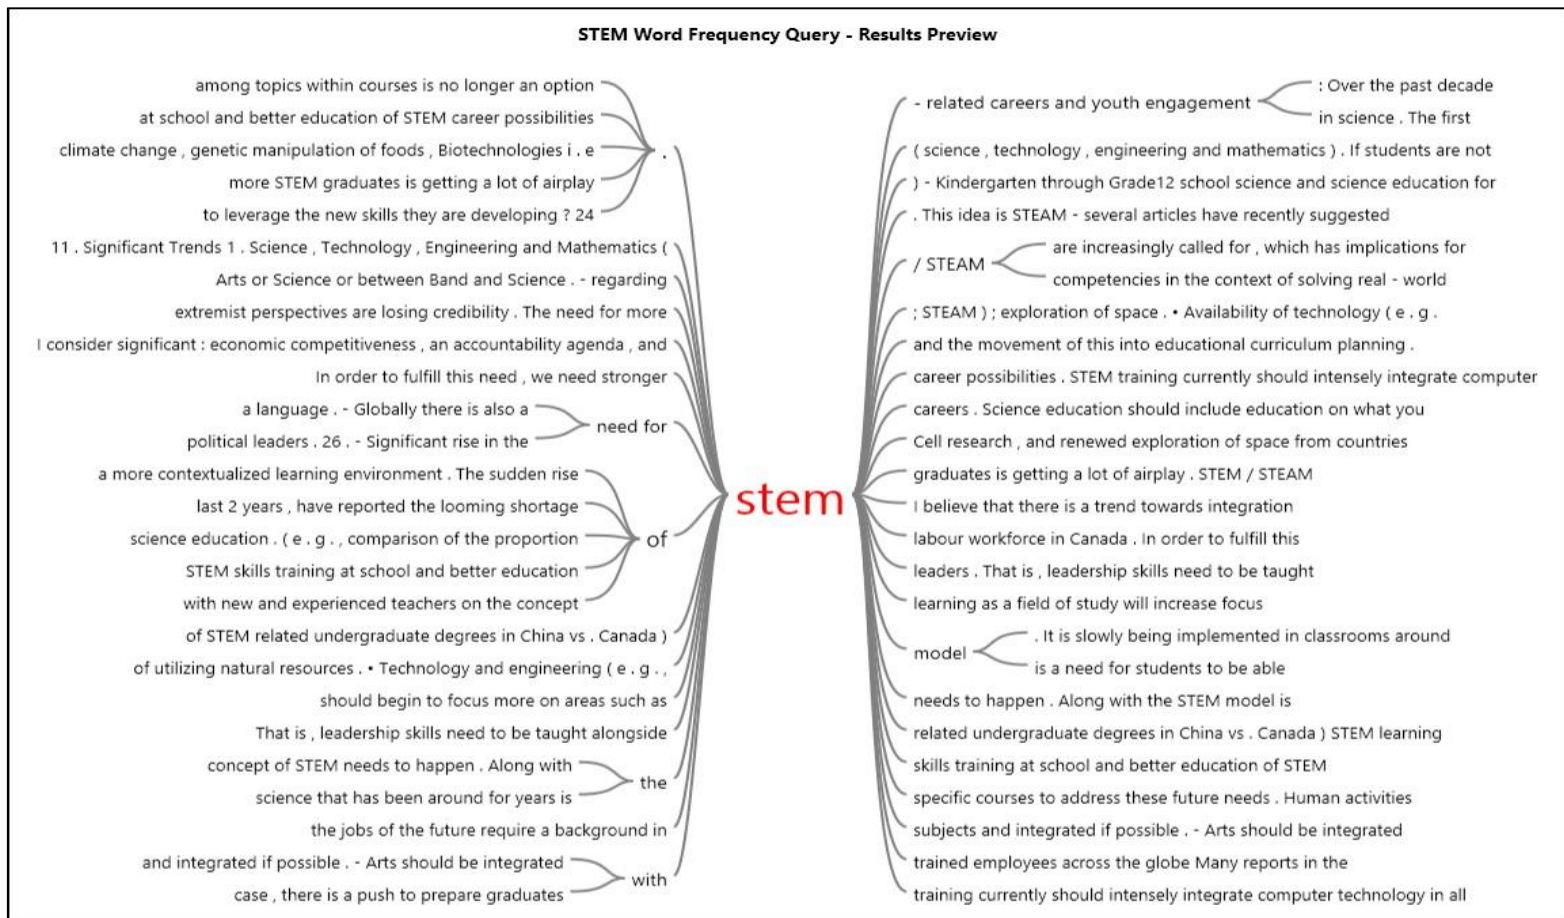 STEM Word Frequency Query - Results Preview
among topics within courses is no longer an option
at school and better education of STEM career possibilities
climate change , genetic manipulation of foods , Biotechnologies i . e
more STEM graduates is getting a lot of airplay
to leverage the new skills they are developing ? 24
.
11 . Significant Trends 1 . Science , Technology , Engineering and Mathematics (
Arts or Science or between Band and Science . - regarding
extremist perspectives are losing credibility . The need for more
I consider significant : economic competitiveness , an accountability agenda , and
In order to fulfill this need , we need stronger
a language . - Globally there is also a
political leaders . 26 . - Significant rise in the
need for
a more contextualized learning environment . The sudden rise
last 2 years , have reported the looming shortage
science education . ( e . g . , comparison of the proportion
STEM skills training at school and better education
with new and experienced teachers on the concept
of
of STEM related undergraduate degrees in China vs . Canada )
of utilizing natural resources . • Technology and engineering ( e . g . ,
should begin to focus more on areas such as
That is , leadership skills need to be taught alongside
concept of STEM needs to happen . Along with
science that has been around for years is
the
the jobs of the future require a background in
and integrated if possible . - Arts should be integrated
case , there is a push to prepare graduates
with
stem
- related careers and youth engagement
: Over the past decade
in science . The first
( science , technology , engineering and mathematics ) . If students are not
) - Kindergarten through Grade12 school science and science education for
. This idea is STEAM - several articles have recently suggested
/ STEAM
are increasingly called for , which has implications for
competencies in the context of solving real - world
; STEAM ) ; exploration of space . • Availability of technology ( e . g .
and the movement of this into educational curriculum planning .
career possibilities . STEM training currently should intensely integrate computer
careers . Science education should include education on what you
Cell research , and renewed exploration of space from countries
graduates is getting a lot of airplay . STEM / STEAM
I believe that there is a trend towards integration
labour workforce in Canada . In order to fulfill this
leaders . That is , leadership skills need to be taught
learning as a field of study will increase focus
model
. It is slowly being implemented in classrooms around
is a need for students to be able
needs to happen . Along with the STEM model is
related undergraduate degrees in China vs . Canada ) STEM learning
skills training at school and better education of STEM
specific courses to address these future needs . Human activities
subjects and integrated if possible . - Arts should be integrated
trained employees across the globe Many reports in the
training currently should intensely integrate computer technology in all